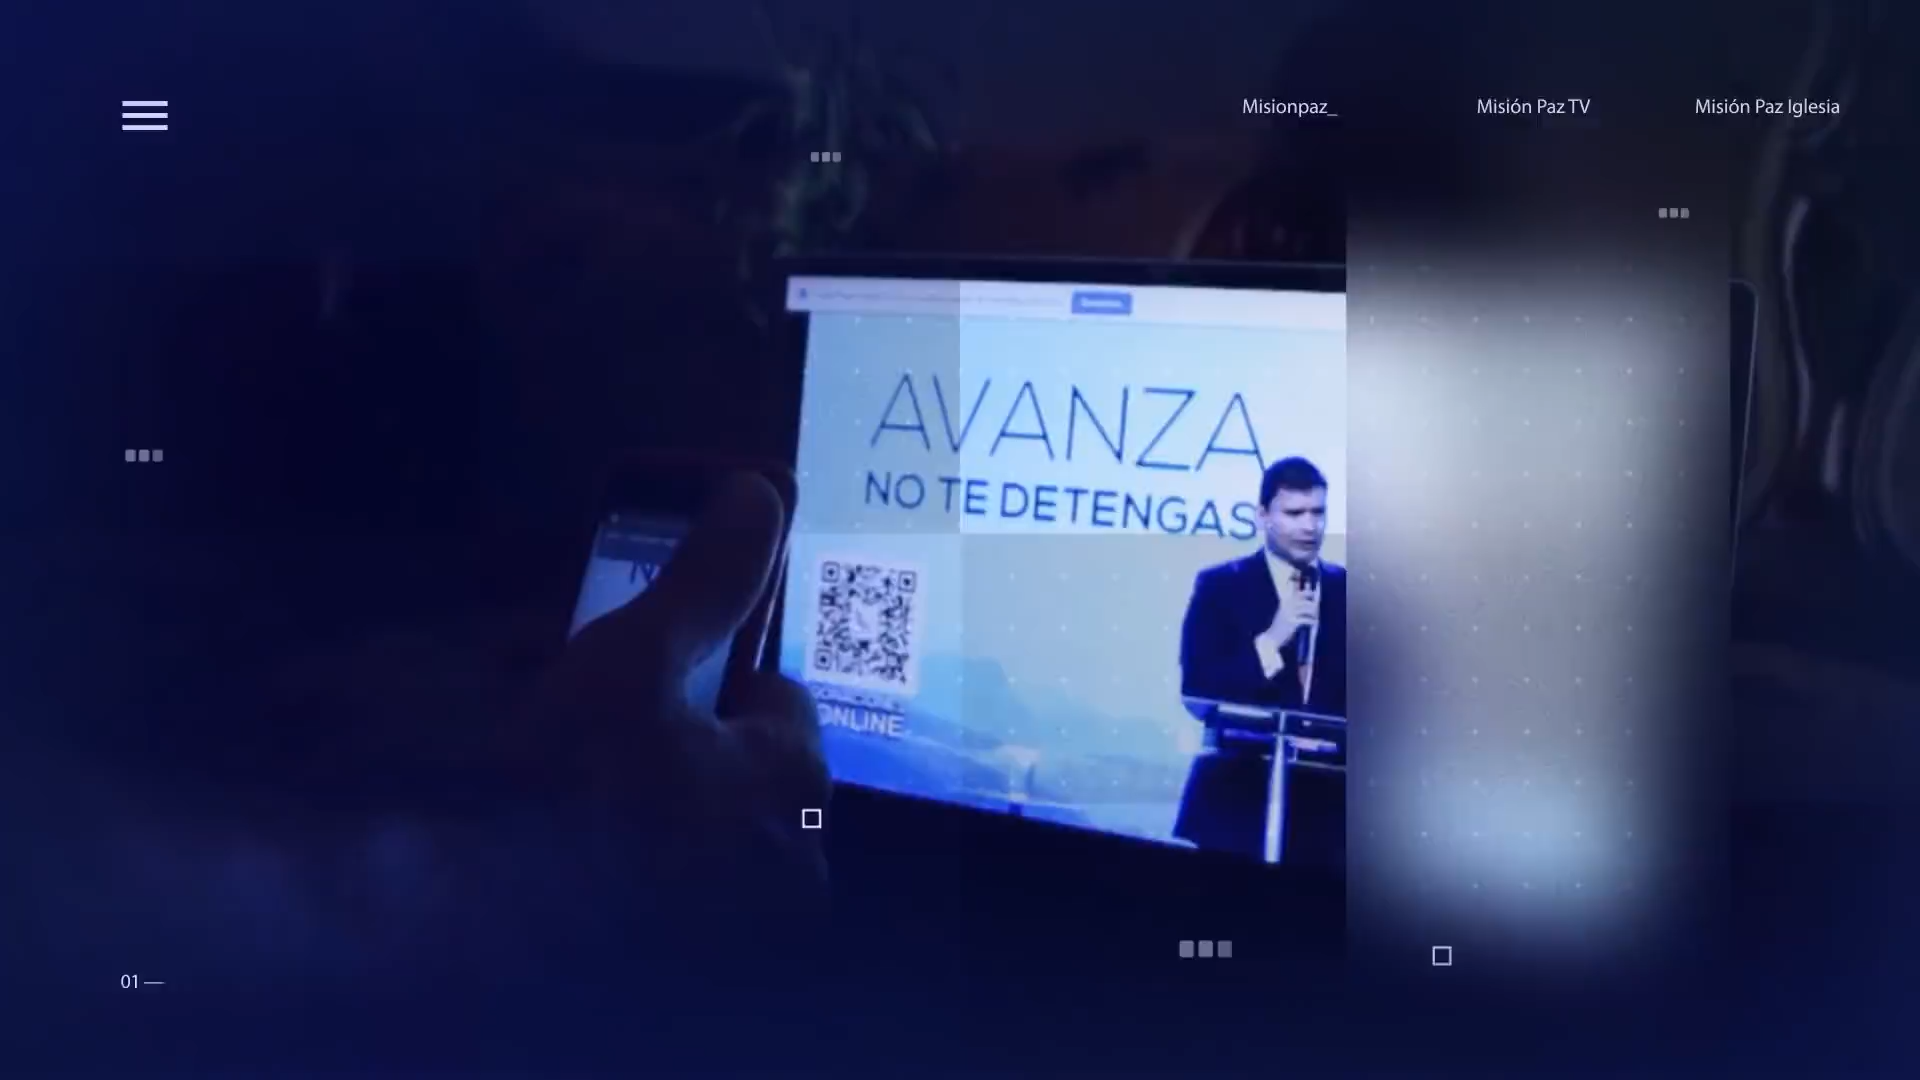 Misionpaz_
Misión Paz TV
Misión Paz Iglesia
AVANZA
NO TE DETENGAS
ONLINE
01 —